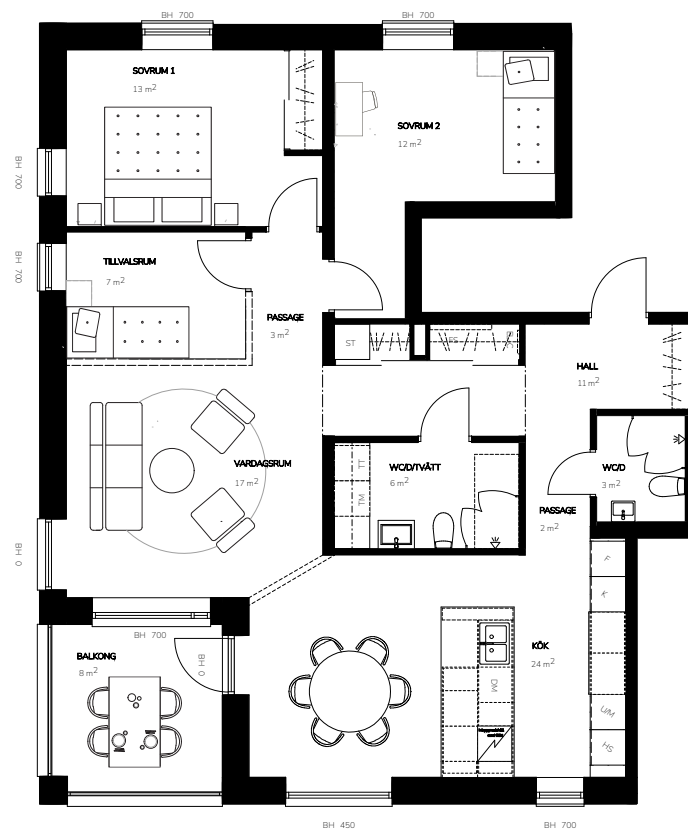 BH 700
BH 700
SOVRUM 1
13 m2
SOVRUM 2
12 m2
BH 700
BH 700
TILLVALSRUM
7 m2
PASSAGE
3 m2
ST
HALL
11 m2
VARDAGSRUM
17 m2
TT
TM
WC/D/TVÄTT
6 m2
WC/D
3 m2
PASSAGE
2 m2
BH 0
F
K
BH 700
BALKONG
8 m2
BH 0
KÖK
24 m2
DM
U/M
HS
BH 450
BH 700